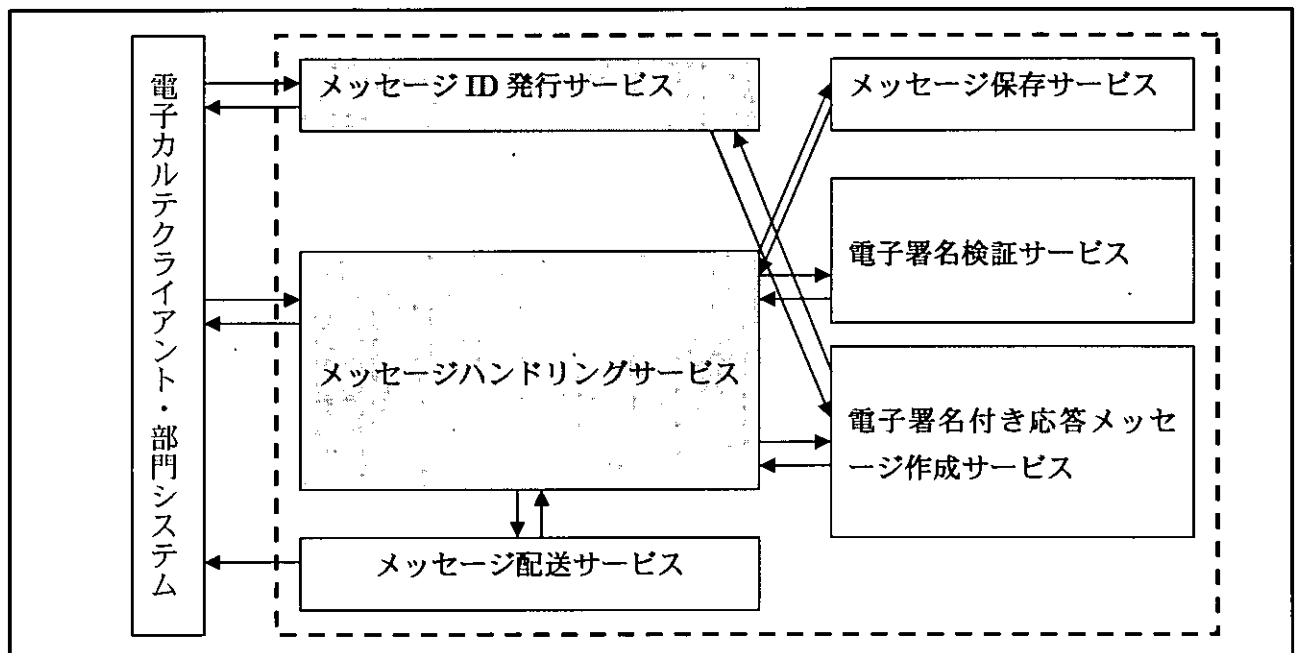 電子カルテクライアント・部門システム
メッセージ ID 発行サービス
メッセージ保存サービス
電子署名検証サービス
メッセージハンドリングサービス
電子署名付き応答メッセ
ージ作成サービス
メッセージ配送サービス